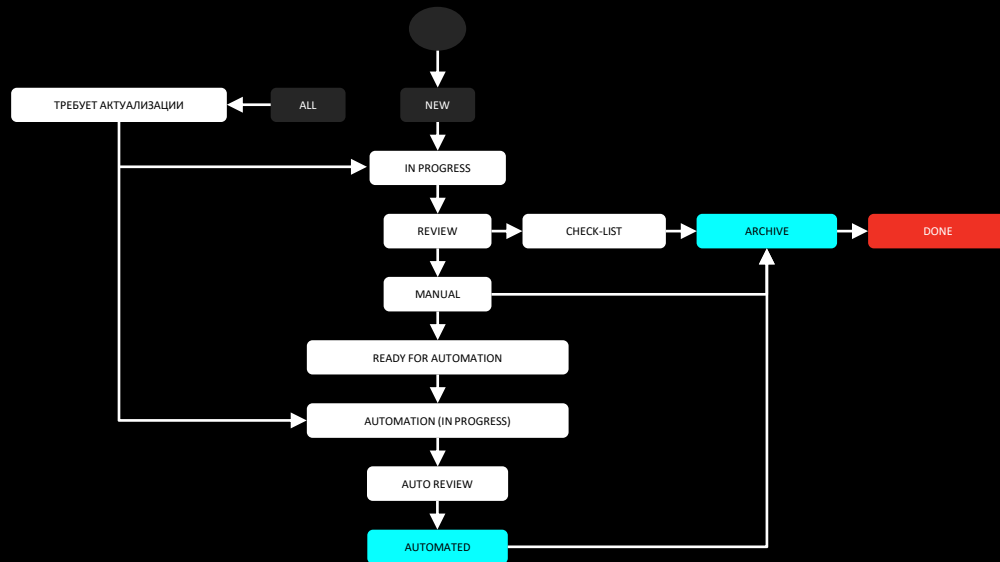 ТРЕБУЕТ АКТУАЛИЗАЦИИ
ALL
NEW
IN PROGRESS
REVIEW
CHECK-LIST
ARCHIVE
DONE
MANUAL
READY FOR AUTOMATION
AUTOMATION (IN PROGRESS)
AUTO REVIEW
AUTOMATED